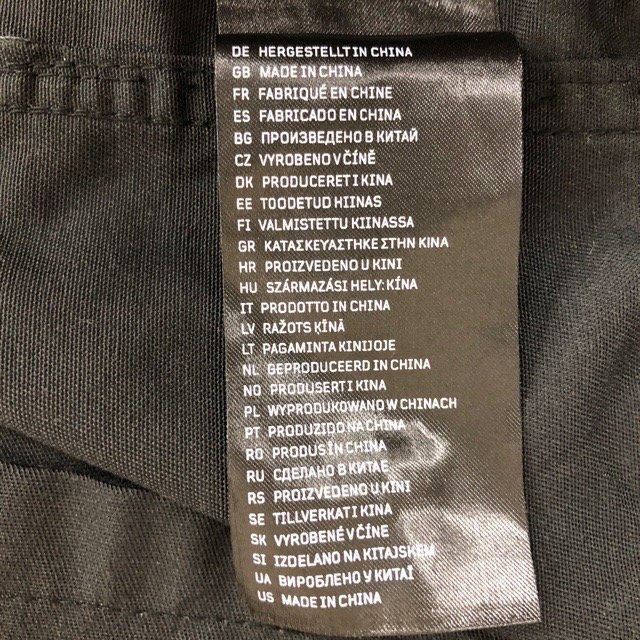 DE HERGESTELLT IN CHINA
GB MADE IN CHINA
FR FABRIQUÉ EN CHINE
ES FABRICADO EN CHINA
BG ПРОИЗВЕДЕНО В КИТАЙ
CZ VYROBENO V ČÍNĚ
DK PRODUCERET I KINA
EE TOODETUD HIINAS
FI VALMISTETTU KIINASSA
GR ΚΑΤΑΣΚΕΥΑΣΤΗΚΕ ΣΤΗΝ ΚΙΝΑ
HR PROIZVEDENO U KINI
HU SZÁRMAZÁSI HELY: KÍNA
IT PRODOTTO IN CHINA
LV RAŽOTS ĶĪNĀ
LT PAGAMINTA KINIJOJE
NL GEPRODUCEERD IN CHINA
NO PRODUSERT I KINA
PL WYPRODUKOWANO W CHINACH
PT PRODUZIDO NA CHINA
RO PRODUS ÎN CHINA
RU СДЕЛАНО В КИТАЕ
RS PROIZVEDENO U KINI
SE TILLVERKAT I KINA
SK VYROBENÉ V ČÍNE
SI IZDELANO NA KITAJSKEM
UA ВИРОБЛЕНО У КИТАЇ
US MADE IN CHINA